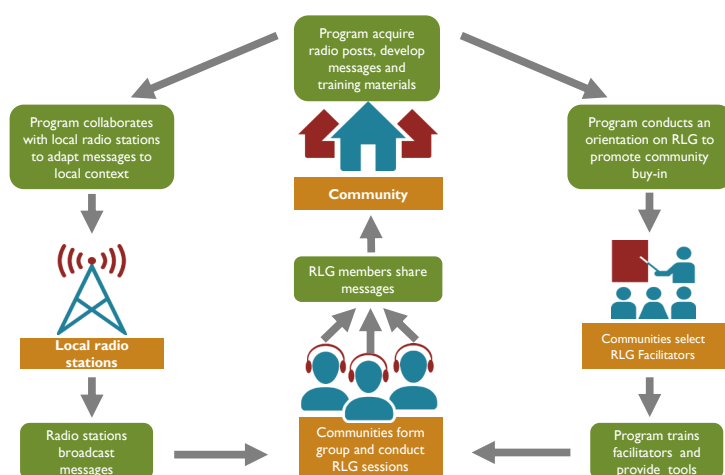 Program acquire
radio posts, develop
messages and
training materials
Program collaborates
with local radio stations
to adapt messages to
local context
Program conducts an
orientation on RLG to
promote community
buy-in
Community
RLG members share
messages
Local radio
stations
Communities select
RLG Facilitators
Radio stations
broadcast
messages
Communities form
group and conduct
RLG sessions
Program trains
facilitators and
provide tools